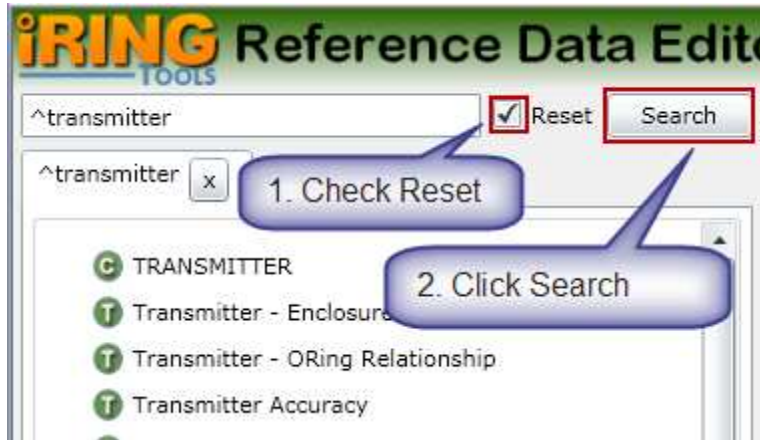 iRING Reference Data Edit
TOOLS
^transmitter Reset Search
^transmitter x
1. Check Reset
C TRANSMITTER
2. Click Search
T Transmitter - Enclosure
T Transmitter - ORing Relationship
T Transmitter Accuracy